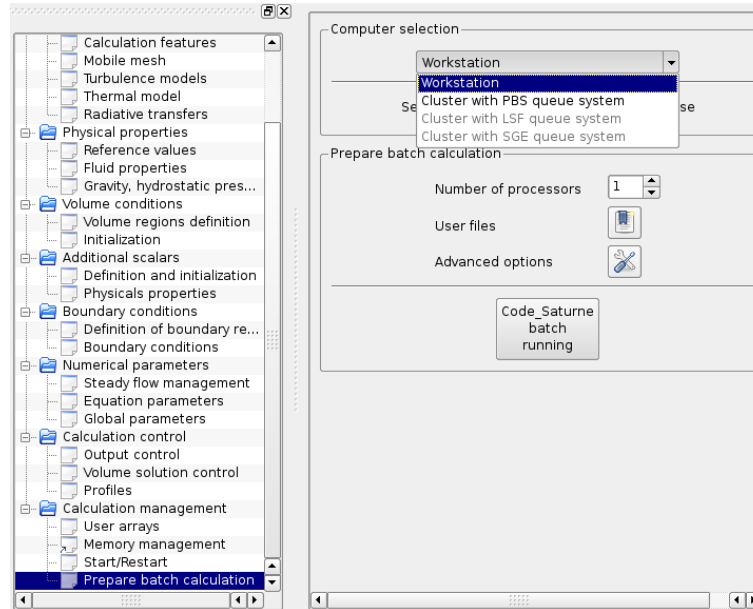 Calculation features
Mobile mesh
Turbulence models
Thermal model
Radiative transfers
Physical properties
Reference values
Fluid properties
Gravity, hydrostatic pres...
Volume conditions
Volume regions definition
Initialization
Additional scalars
Definition and initialization
Physicals properties
Boundary conditions
Definition of boundary re...
Boundary conditions
Numerical parameters
Steady flow management
Equation parameters
Global parameters
Calculation control
Output control
Volume solution control
Profiles
Calculation management
User arrays
Memory management
Start/Restart
Prepare batch calculation
Computer selection
Workstation
Workstation
Cluster with PBS queue system
Cluster with LSF queue system
Cluster with SGE queue system
Prepare batch calculation
Number of processors 1
User files
Advanced options
Code_Saturne
batch
running